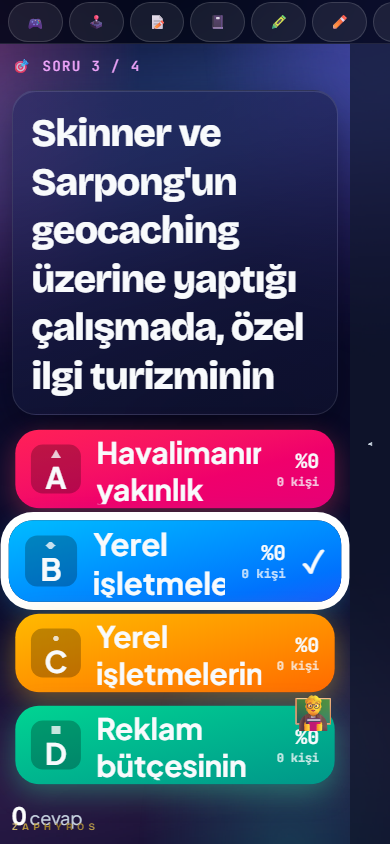 SORU 3 / 4
Skinner ve
Sarpong'un
geocaching
üzerine yaptığı
çalışmada, özel
ilgi turizminin
A
Havalimanır
yakınlık
%0
0 kişi
B
Yerel
işletmele
%0
0 kişi
C
Yerel
işletmelerin
%0
0 kişi
D
Reklam
bütçesinin
%0
0 kişi
0 cevap
ZAPHYROS